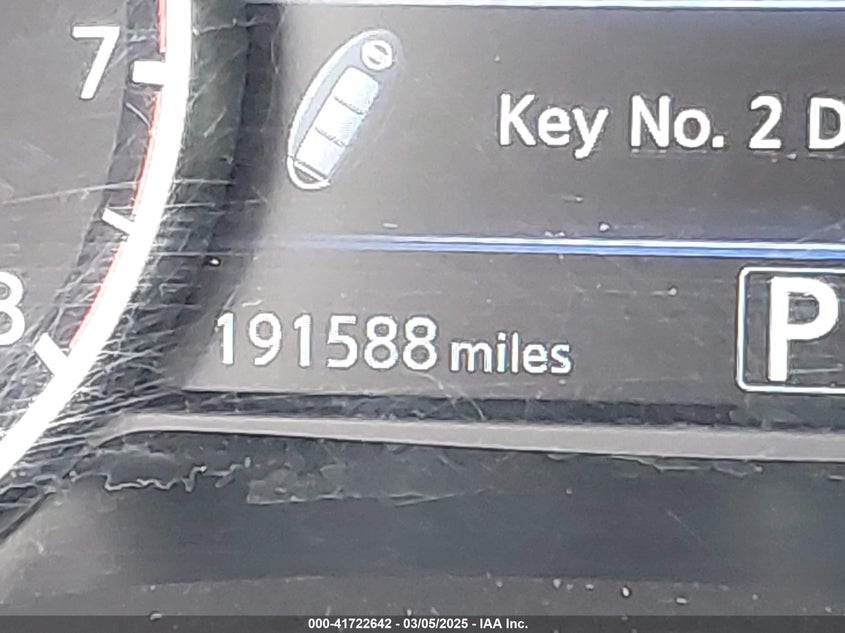 7
Key No. 2 D
8
191588 miles
P
000-41722642 - 03/05/2025 - IAA Inc.